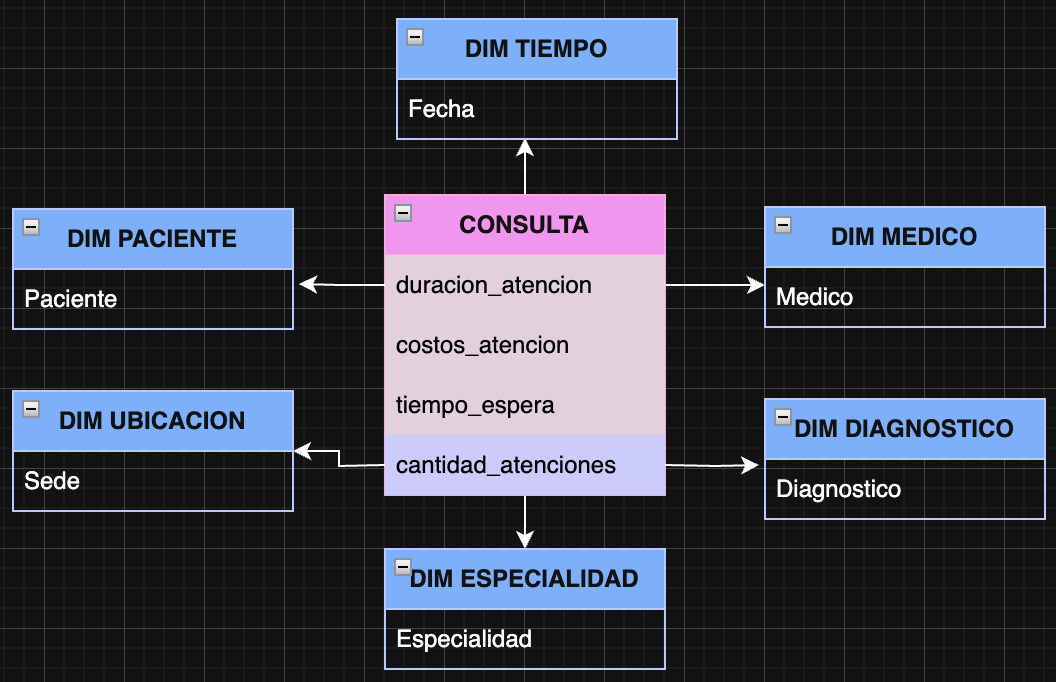 DIM TIEMPO
Fecha
DIM PACIENTE
Paciente
CONSULTA
duracion_atencion
costos_atencion
tiempo_espera
cantidad_atenciones
DIM MEDICO
Medico
DIM UBICACION
Sede
DIM DIAGNOSTICO
Diagnostico
DIM ESPECIALIDAD
Especialidad